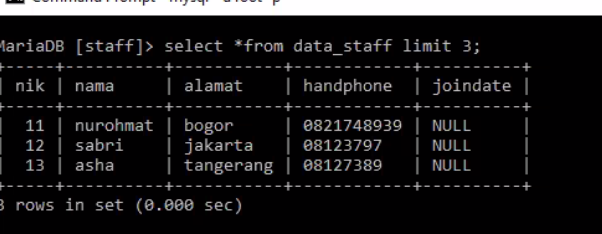 Command Prompt - mysql -u root -p
MariaDB [staff]> select *from data_staff limit 3;
+-----+----------+-----------+------------+----------+
| nik | nama | alamat | handphone | joindate |
+-----+----------+-----------+------------+----------+
| 11 | nurohmat | bogor | 0821748939 | NULL |
| 12 | sabri | jakarta | 08123797 | NULL |
| 13 | asha | tangerang | 08127389 | NULL |
+-----+----------+-----------+------------+----------+
3 rows in set (0.000 sec)